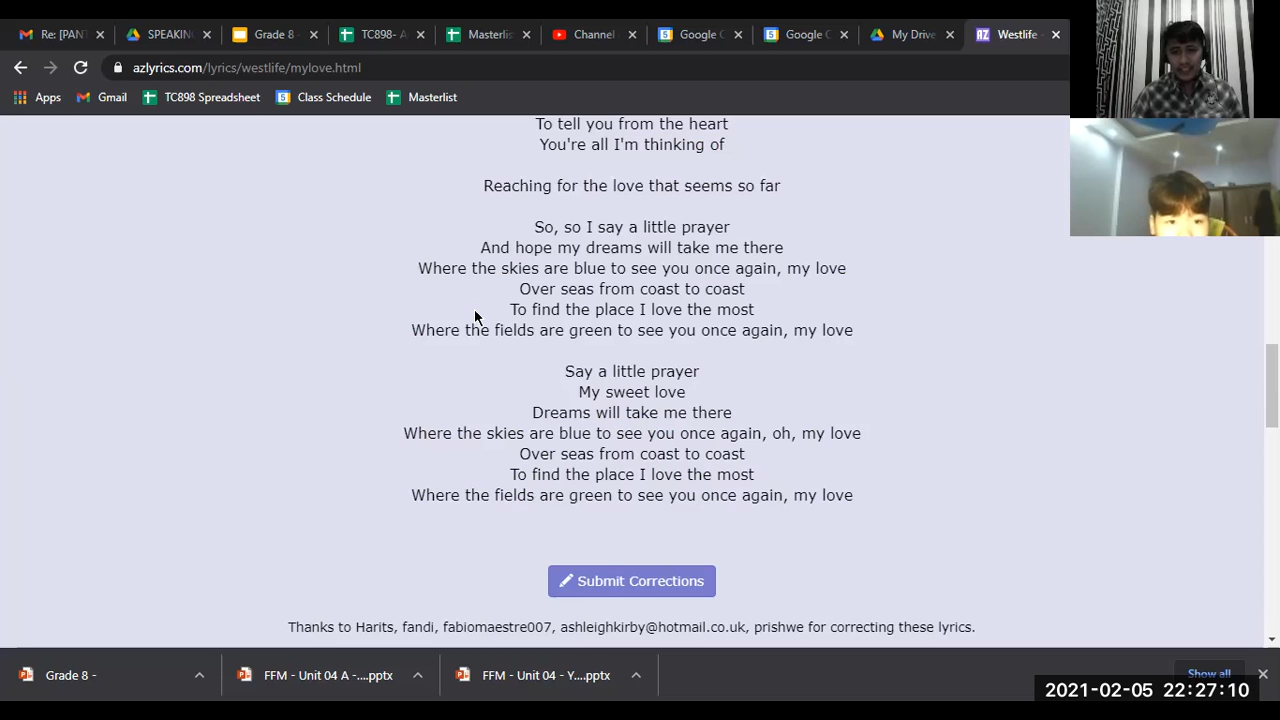 Re: [PANT
SPEAKIN
Grade 8 -
TC898- A
Masterlis
Channel
Google C
Google C
My Drive
Westlife -
azlyrics.com/lyrics/westlife/mylove.html
Apps
Gmail
TC898 Spreadsheet
Class Schedule
Masterlist
To tell you from the heart
You're all I'm thinking of
Reaching for the love that seems so far
So, so I say a little prayer
And hope my dreams will take me there
Where the skies are blue to see you once again, my love
Over seas from coast to coast
To find the place I love the most
Where the fields are green to see you once again, my love
Say a little prayer
My sweet love
Dreams will take me there
Where the skies are blue to see you once again, oh, my love
Over seas from coast to coast
To find the place I love the most
Where the fields are green to see you once again, my love
Submit Corrections
Thanks to Harits, fandi, fabiomaestre007, ashleighkirby@hotmail.co.uk, prishwe for correcting these lyrics.
Grade 8 -
FFM - Unit 04 A -....pptx
FFM - Unit 04 - Y....pptx
Show all
2021-02-05 22:27:10